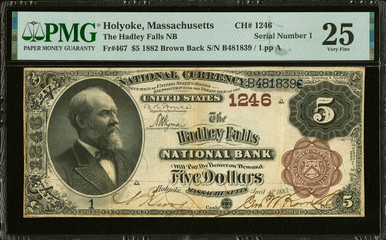 PMG
PAPER MONEY GUARANTY
Holyoke, Massachusetts
CH# 1246
The Hadley Falls NB
Serial Number 1
Fr#467 $5 1882 Brown Back S/N B481839 / 1 pp A
25
Very Fine
NATIONAL CURRENCY
B481839
UNITED STATES
1246 A
5
1246
The
Hadley Falls
NATIONAL BANK
Will Pay the Bearer on Demand
Five Dollars
Holyoke
MASSACHUSETTS
1
5